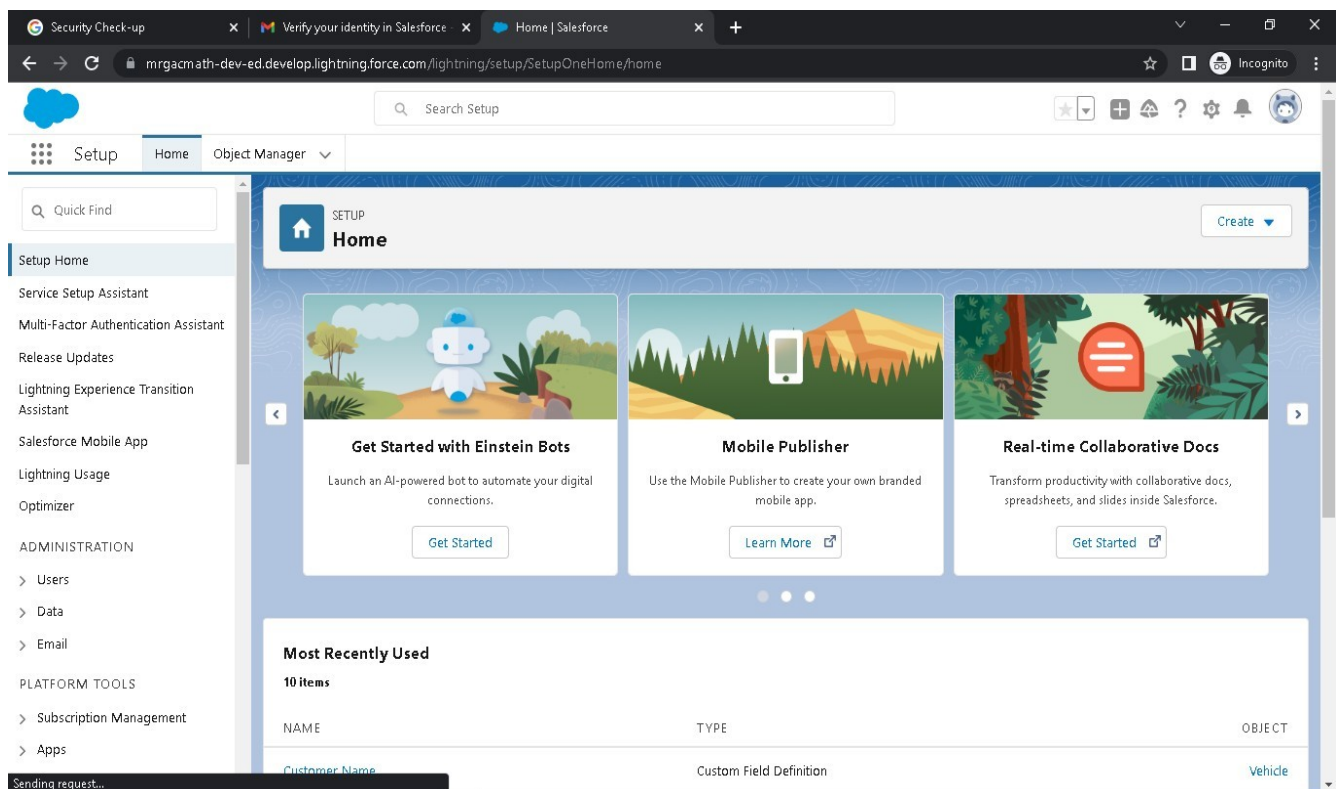 Security Check-up
Verify your identity in Salesforce -
Home | Salesforce
mrgacmath-dev-ed.develop.lightning.force.com/lightning/setup/SetupOneHome/home
Incognito
Search Setup
Setup
Home
Object Manager
Quick Find
Setup Home
Service Setup Assistant
Multi-Factor Authentication Assistant
Release Updates
Lightning Experience Transition
Assistant
Salesforce Mobile App
Lightning Usage
Optimizer
ADMINISTRATION
Users
Data
Email
PLATFORM TOOLS
Subscription Management
Apps
Sending request...
SETUP
Home
Create
Get Started with Einstein Bots
Launch an AI-powered bot to automate your digital
connections.
Get Started
Mobile Publisher
Use the Mobile Publisher to create your own branded
mobile app.
Learn More
Real-time Collaborative Docs
Transform productivity with collaborative docs,
spreadsheets, and slides inside Salesforce.
Get Started
Most Recently Used
10 items
NAME TYPE OBJECT
Customer Name Custom Field Definition Vehicle